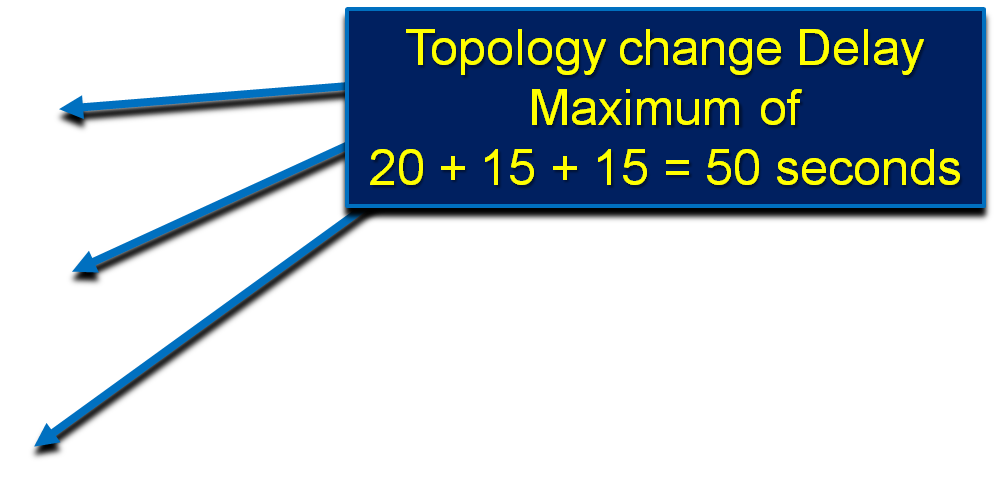 Topology change Delay
Maximum of
20 + 15 + 15 = 50 seconds